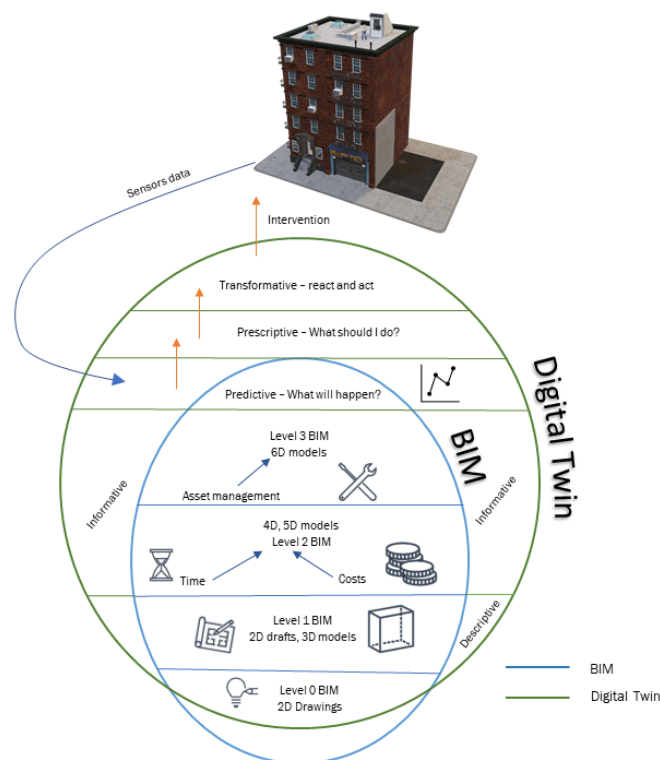 Sensors data
Intervention
Transformative – react and act
Prescriptive – What should I do?
Predictive – What will happen?
Digital Twin
BIM
Level 3 BIM
6D models
Asset management
Informative
Informative
4D, 5D models
Level 2 BIM
Time
Costs
Level 1 BIM
2D drafts, 3D models
Descriptive
Level 0 BIM
2D Drawings
BIM
Digital Twin